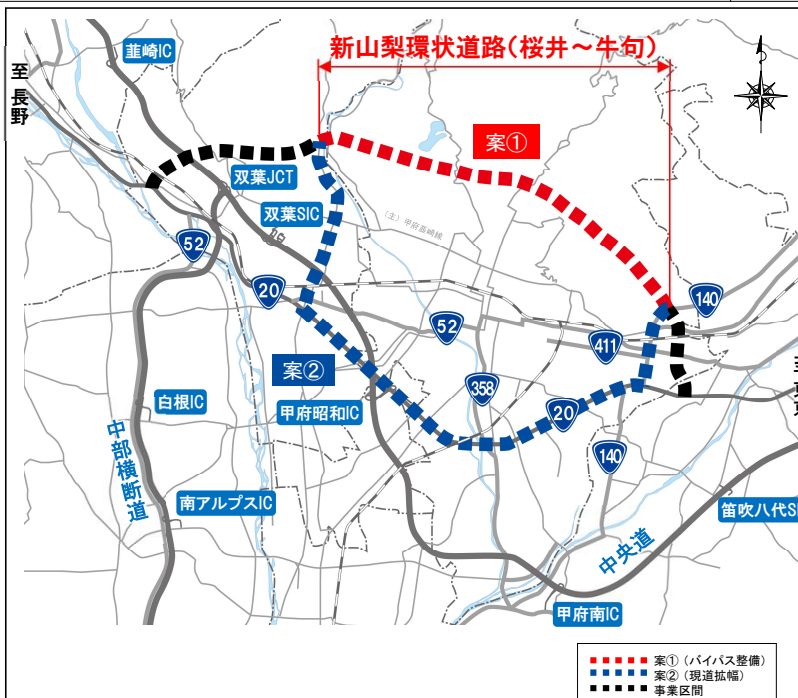 新山梨環状道路(桜井～牛句)
韮崎IC
至 長野
案①
双葉JCT
双葉SIC
(主)甲府韮崎線
52
20
140
52
411
案②
358
白根IC
甲府昭和IC
20
中部横断道
140
南アルプスIC
笛吹八代S
中央道
甲府南IC
案①(バイパス整備)
案②(現道拡幅)
事業区間